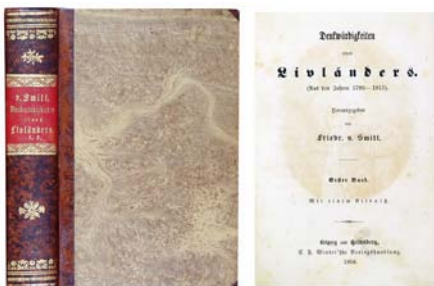 v. Smitt,
Denkwürdigkeiten
eines
Livländers.
Denkwürdigkeiten
eines
Livländers.
(Aus den Jahren 1790–1815).
Herausgegeben
von
Friedr. v. Smitt.
Erster Band.
Mit einem Bildniß.
Leipzig und Heidelberg,
C. F. Winter'sche Verlagshandlung.